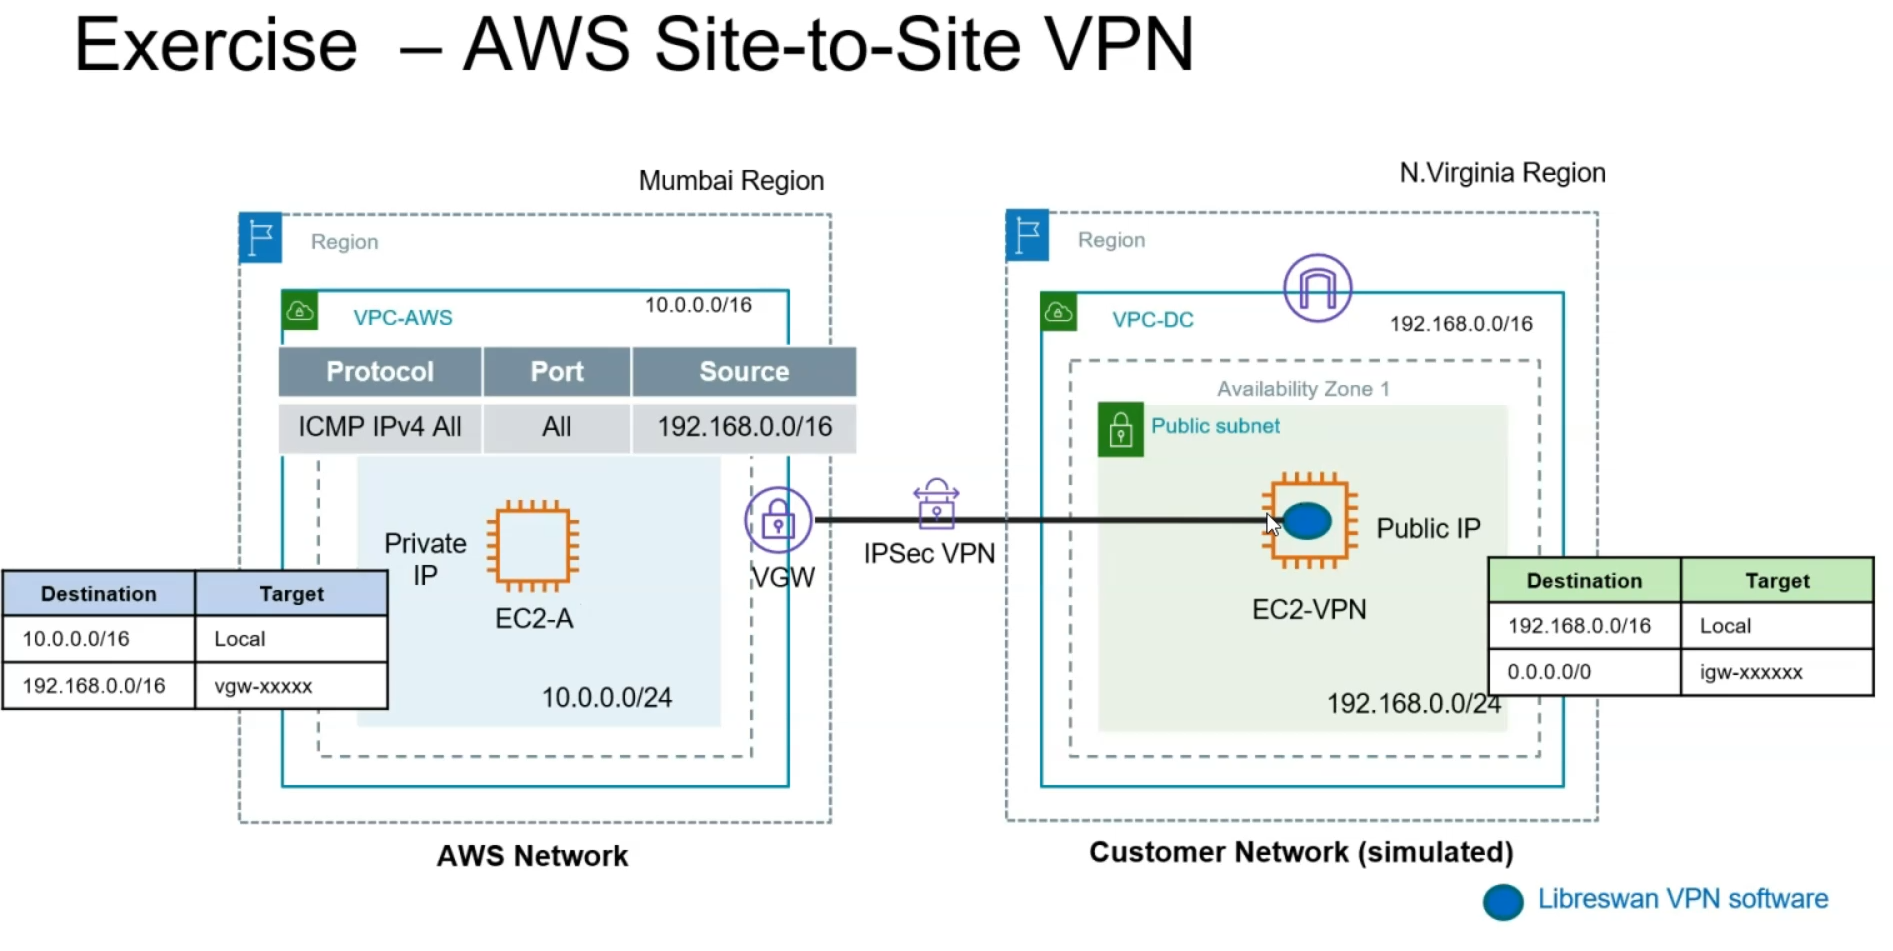 Exercise – AWS Site-to-Site VPN
Mumbai Region
N.Virginia Region
Region
VPC-AWS
10.0.0.0/16
Protocol Port Source
ICMP IPv4 All All 192.168.0.0/16
Private
IP
EC2-A
10.0.0.0/24
Destination Target
10.0.0.0/16 Local
192.168.0.0/16 vgw-xxxxx
VGW
IPSec VPN
Region
VPC-DC
192.168.0.0/16
Availability Zone 1
Public subnet
Public IP
EC2-VPN
192.168.0.0/24
Destination Target
192.168.0.0/16 Local
0.0.0.0/0 igw-xxxxxx
AWS Network
Customer Network (simulated)
Libreswan VPN software